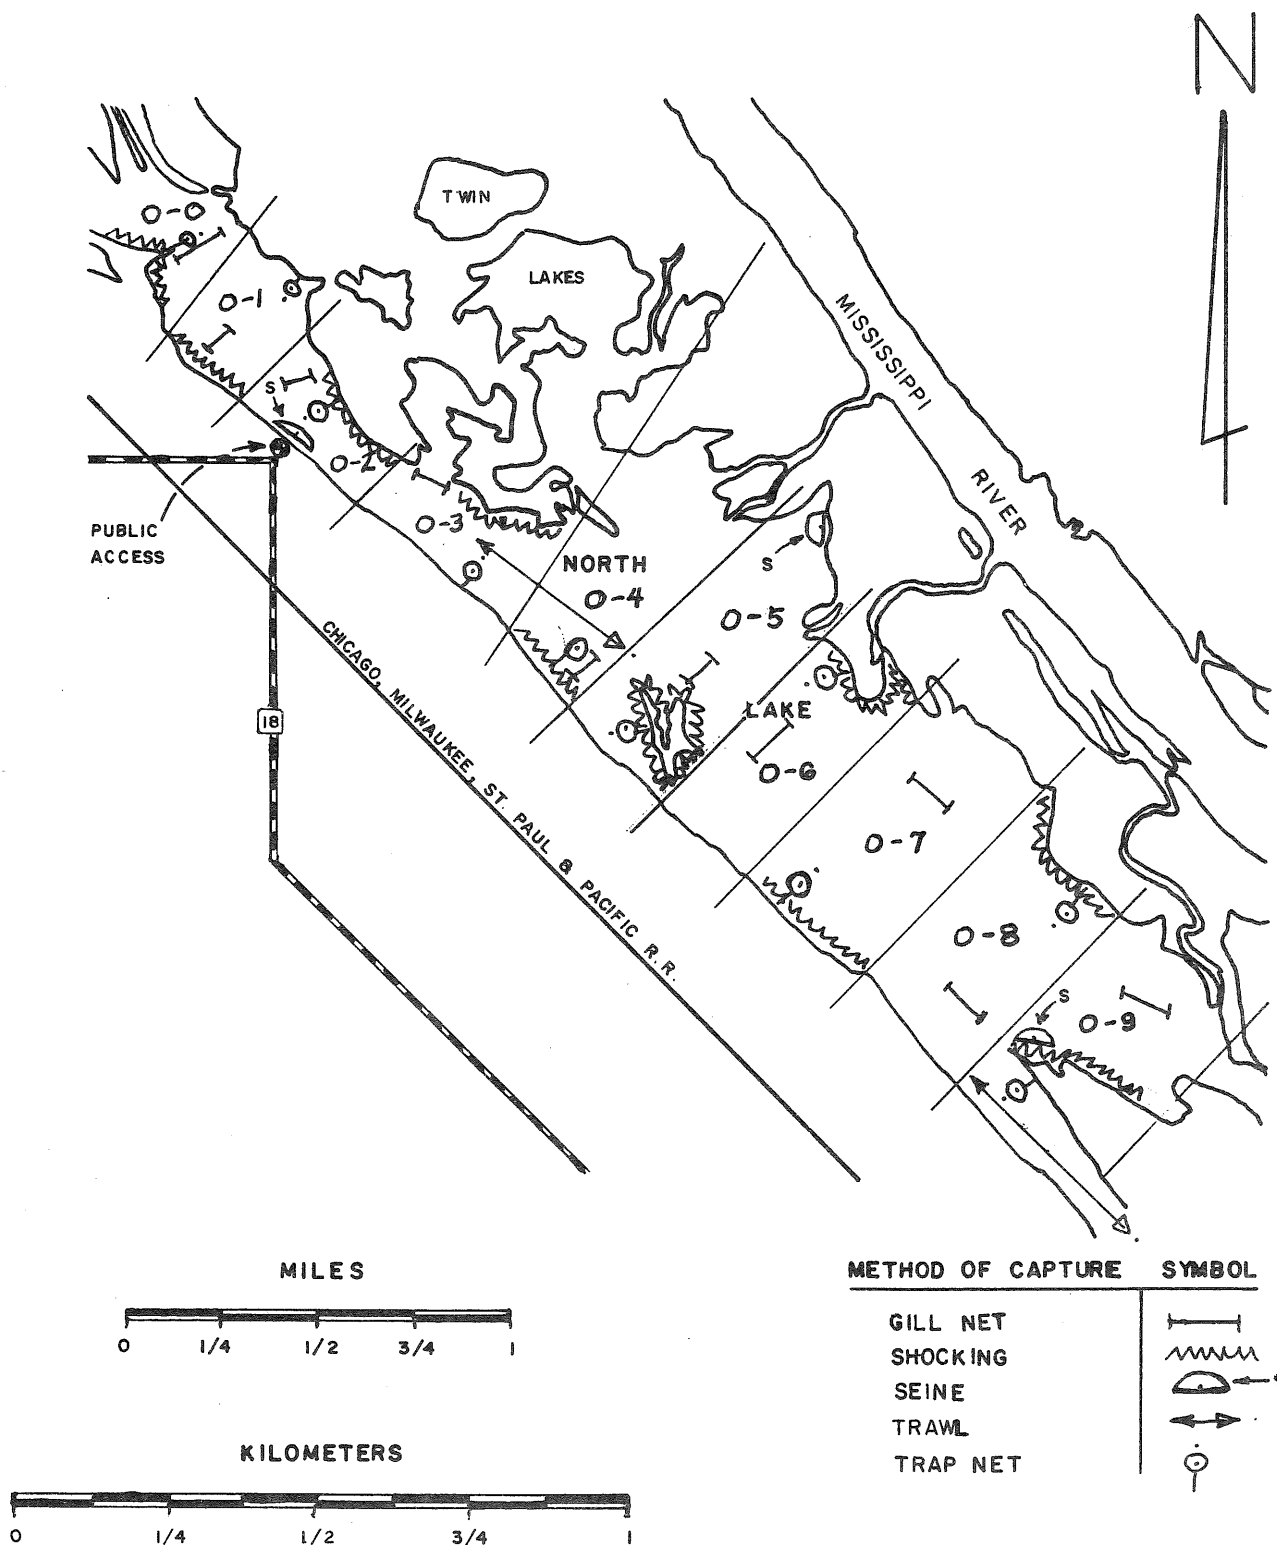 N
TWIN
LAKES
O-O
O-1
S
O-2
PUBLIC
ACCESS
O-3
NORTH
O-4
MISSISSIPPI
RIVER
S
O-5
LAKE
O-6
O-7
O-8
S
O-9
18
CHICAGO, MILWAUKEE, ST. PAUL & PACIFIC R.R.
MILES
0 1/4 1/2 3/4 1
KILOMETERS
0 1/4 1/2 3/4 1
METHOD OF CAPTURE SYMBOL
GILL NET
SHOCKING
SEINE
TRAWL
TRAP NET